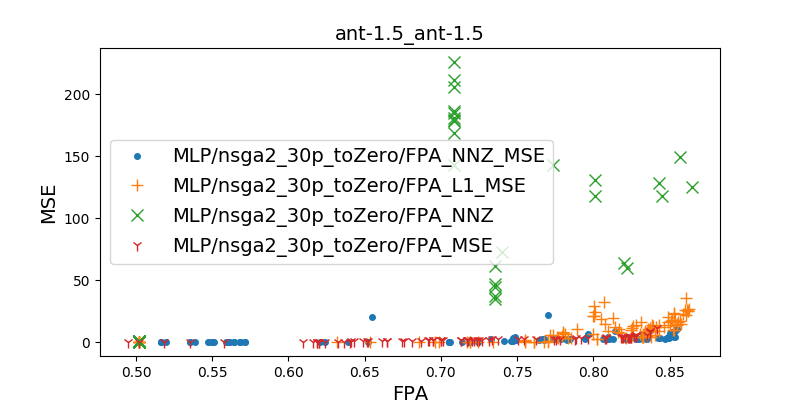 ant-1.5_ant-1.5
MSE
200
150
100
50
0
MLP/nsga2_30p_toZero/FPA_NNZ_MSE
MLP/nsga2_30p_toZero/FPA_L1_MSE
MLP/nsga2_30p_toZero/FPA_NNZ
MLP/nsga2_30p_toZero/FPA_MSE
0.50 0.55 0.60 0.65 0.70 0.75 0.80 0.85
FPA